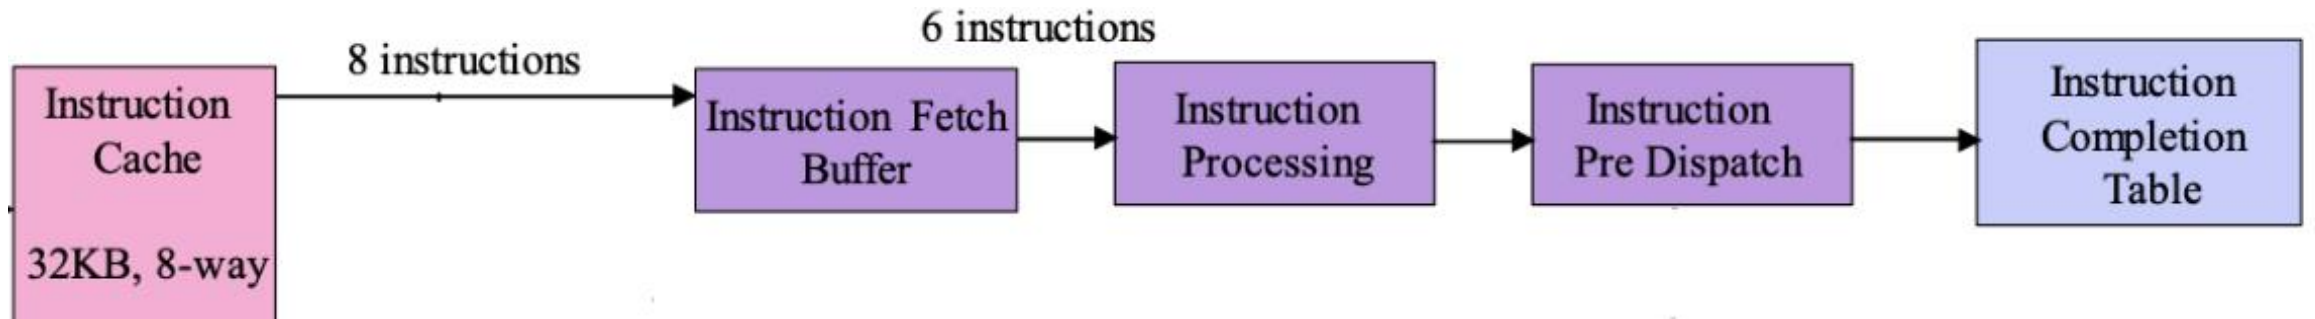 Instruction
Cache
32KB, 8-way
8 instructions
Instruction Fetch
Buffer
6 instructions
Instruction
Processing
Instruction
Pre Dispatch
Instruction
Completion
Table